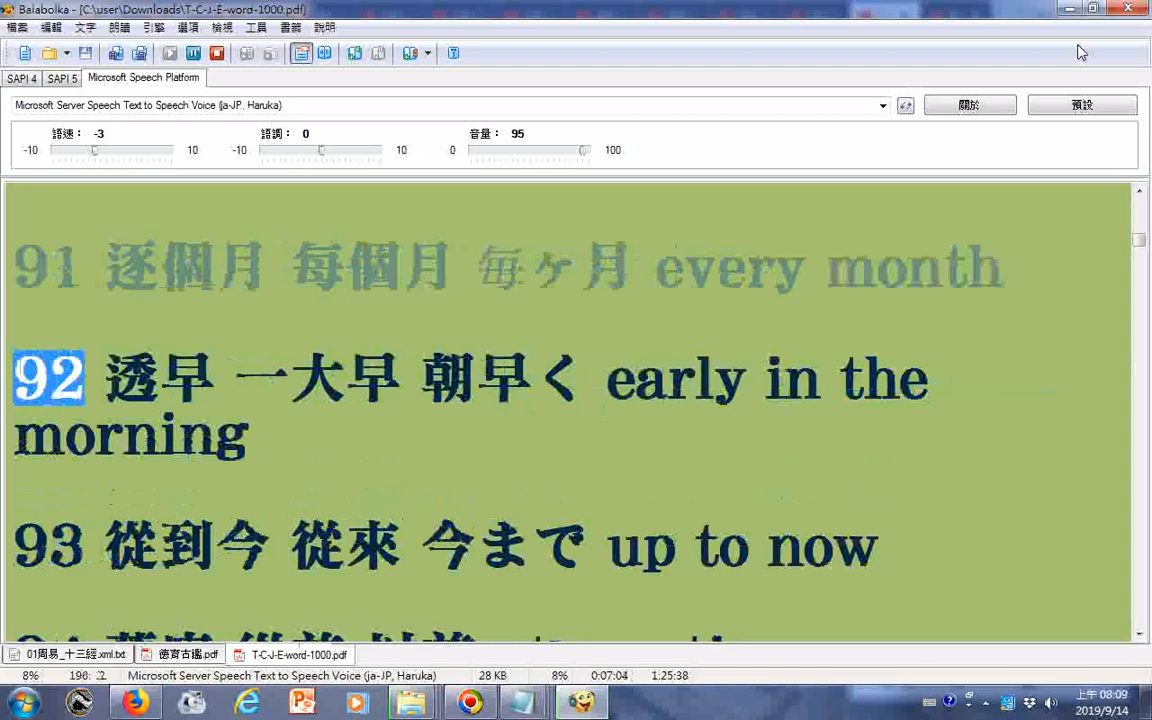 Balabolka - [C:\user\Downloads\T-C-J-E-word-1000.pdf]
檔案 編輯 文字 朗讀 引擎 選項 檢視 工具 書籤 說明
SAPI 4 SAPI 5 Microsoft Speech Platform
Microsoft Server Speech Text to Speech Voice (ja-JP, Haruka) 關於 預設
語速： -3 語調： 0 音量： 95
-10 10 -10 10 0 100
91 逐個月 每個月 毎ヶ月 every month
92 透早 一大早 朝早く early in the
morning
93 從到今 從來 今まで up to now
01周易_十三經.xml.txt 德育古鑑.pdf T-C-J-E-word-1000.pdf
8% 196: 2 Microsoft Server Speech Text to Speech Voice (ja-JP, Haruka) 28 KB 8% 0:07:04 1:25:38
上午 08:09
2019/9/14